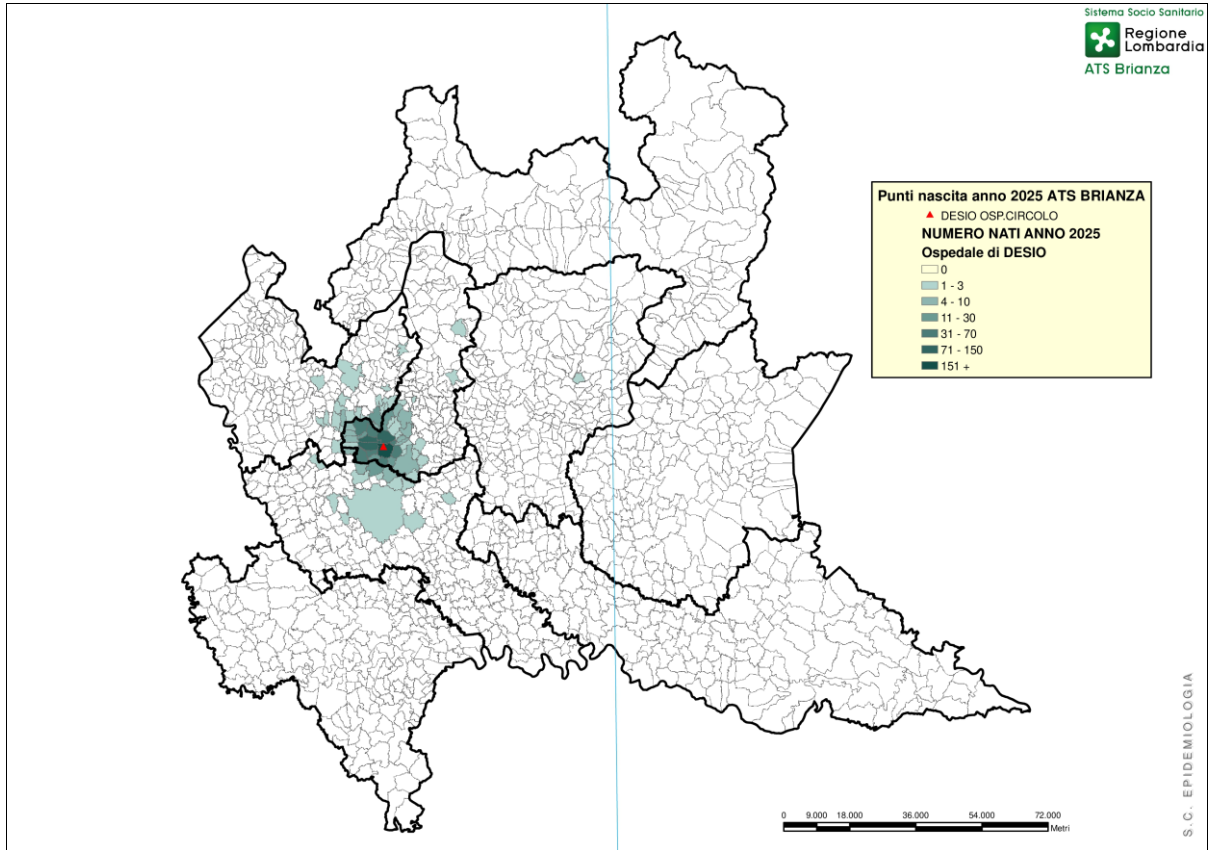 Sistema Socio Sanitario
Regione
Lombardia
ATS Brianza
Punti nascita anno 2025 ATS BRIANZA
DESIO OSP.CIRCOLO
NUMERO NATI ANNO 2025
Ospedale di DESIO
0
1 - 3
4 - 10
11 - 30
31 - 70
71 - 150
151 +
S.C. EPIDEMIOLOGIA
0 9.000 18.000 36.000 54.000 72.000
Metri